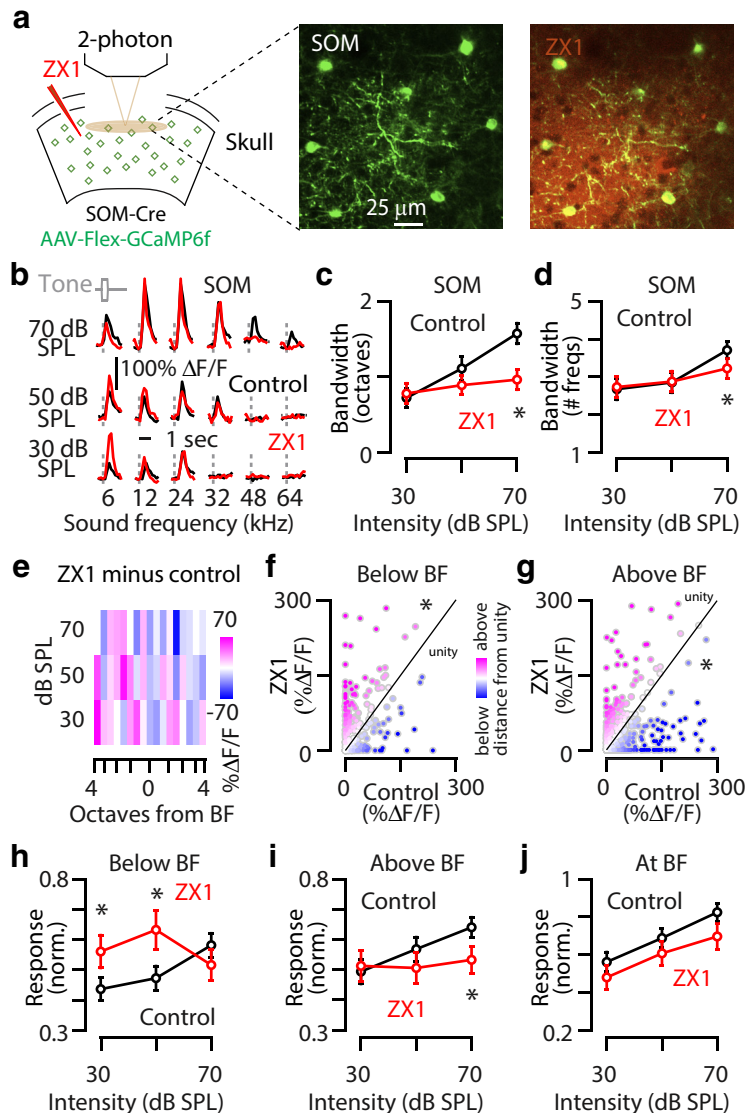 a
2-photon
ZX1
Skull
SOM-Cre
AAV-Flex-GCaMP6f
SOM
25 µm
ZX1
b
Tone
SOM
70 dB
SPL
100% ΔF/F
50 dB
SPL
Control
1 sec
30 dB
SPL
ZX1
6 12 24 32 48 64
Sound frequency (kHz)
c
SOM
2
Control
Bandwidth
(octaves)
ZX1
*
0
30 70
Intensity (dB SPL)
d
SOM
5
Control
Bandwidth
(# freqs)
ZX1
*
1
30 70
Intensity (dB SPL)
e
ZX1 minus control
dB SPL
70
50
30
70
-70
%ΔF/F
4 0 4
Octaves from BF
f
Below BF
300
*
unity
ZX1
(%ΔF/F)
0
0 300
Control
(%ΔF/F)
below above
distance from unity
g
Above BF
300
unity
*
ZX1
(%ΔF/F)
0
0 300
Control
(%ΔF/F)
h
Below BF
0.8
* * ZX1
Response
(norm.)
Control
0.3
30 70
Intensity (dB SPL)
i
Above BF
0.8
Control
Response
(norm.)
ZX1
*
0.3
30 70
Intensity (dB SPL)
j
At BF
1
Control
Response
(norm.)
ZX1
0.2
30 70
Intensity (dB SPL)